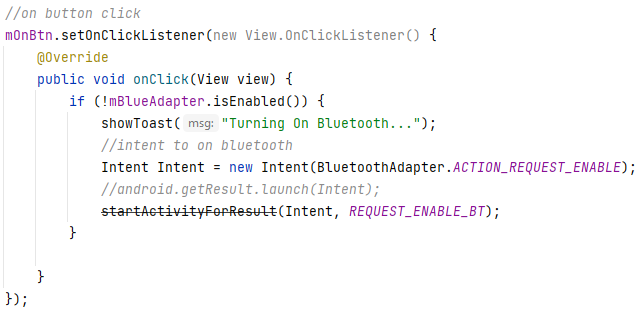 //on button click
mOnBtn.setOnClickListener(new View.OnClickListener() {
@Override
public void onClick(View view) {
if (!mBlueAdapter.isEnabled()) {
showToast( msg: "Turning On Bluetooth...");
//intent to on bluetooth
Intent Intent = new Intent(BluetoothAdapter.ACTION_REQUEST_ENABLE);
//android.getResult.launch(Intent);
startActivityForResult(Intent, REQUEST_ENABLE_BT);
}
}
});